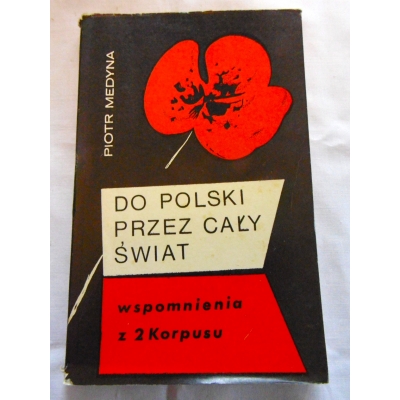 PIOTR MEDYNA
DO POLSKI
PRZEZ CAŁY
ŚWIAT
wspomnienia
z 2 Korpusu